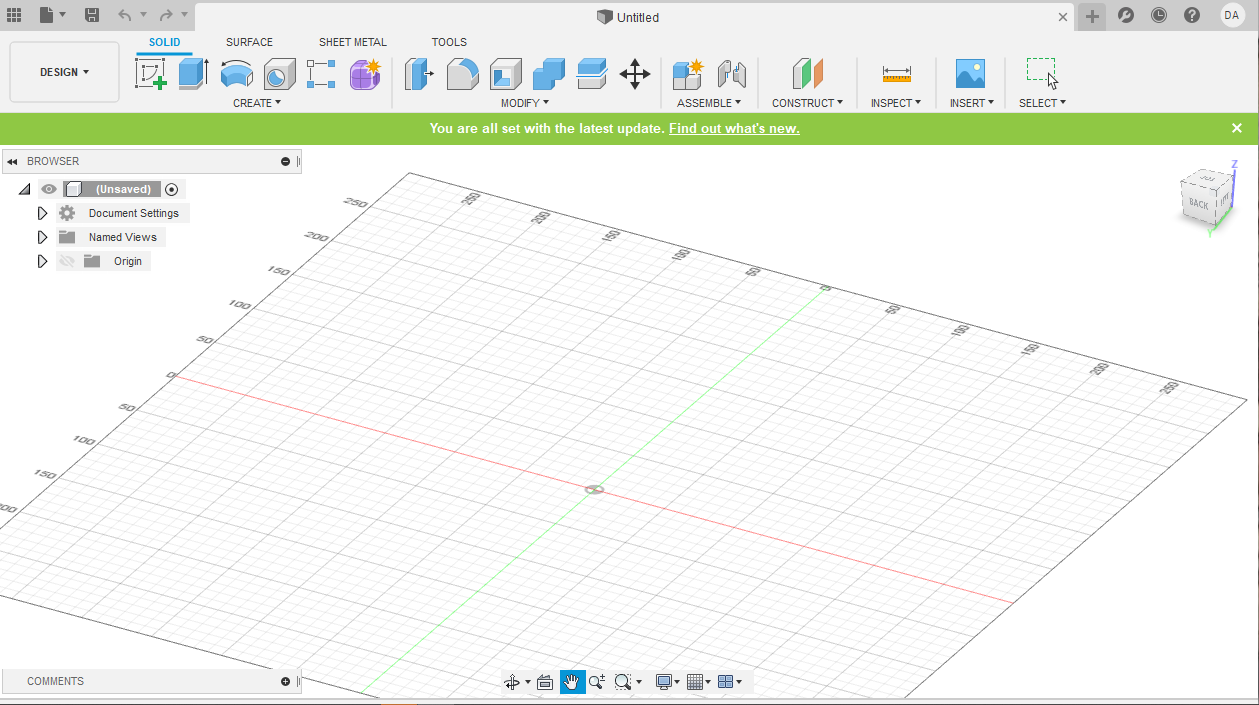 Untitled
DA
SOLID
SURFACE
SHEET METAL
TOOLS
DESIGN
CREATE
MODIFY
ASSEMBLE
CONSTRUCT
INSPECT
INSERT
SELECT
You are all set with the latest update. Find out what's new.
BROWSER
(Unsaved)
Document Settings
Named Views
Origin
Z
BACK
Y
250
200
150
100
50
0
50
100
150
250
200
150
100
50
0
50
100
150
200
250
COMMENTS